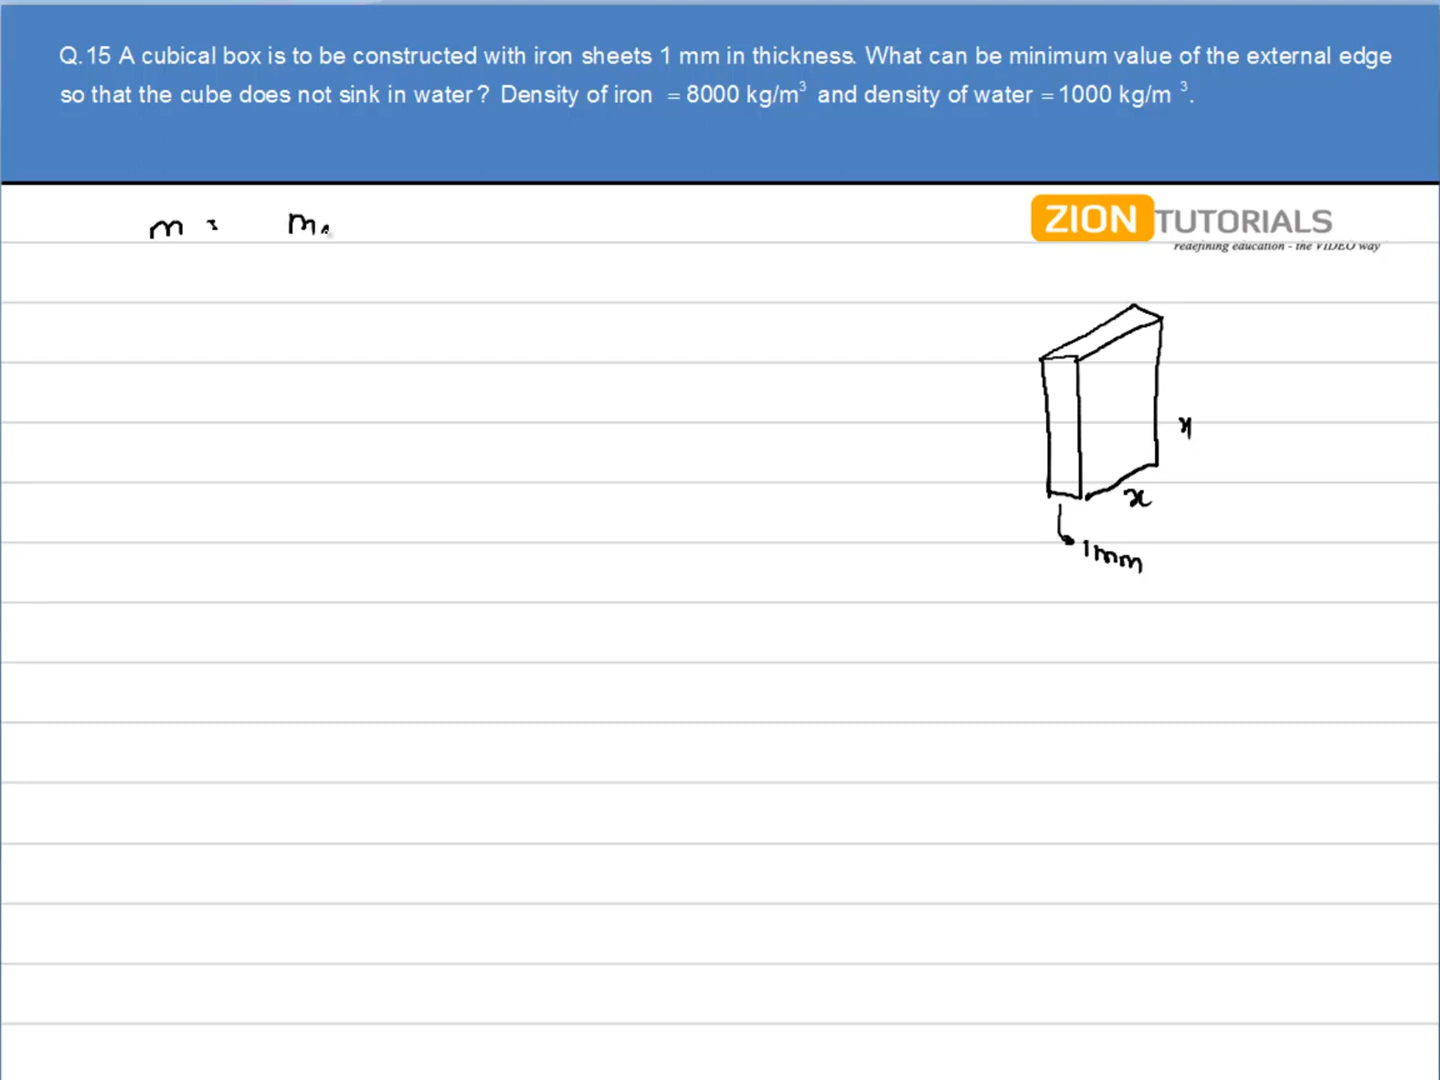 Q.15 A cubical box is to be constructed with iron sheets 1 mm in thickness. What can be minimum value of the external edge
so that the cube does not sink in water? Density of iron = 8000 kg/m³ and density of water = 1000 kg/m ³.
ZION TUTORIALS
redefining education - the VIDEO way
m : m
x
x
1mm